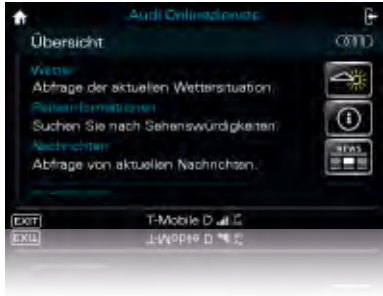 Audi Onlinedienste
Übersicht
Wetter
Abfrage der aktuellen Wettersituation.
Reiseinformationen
Suchen Sie nach Sehenswürdigkeiten.
Nachrichten
Abfrage von aktuellen Nachrichten.
NEWS
EXIT T-Mobile D